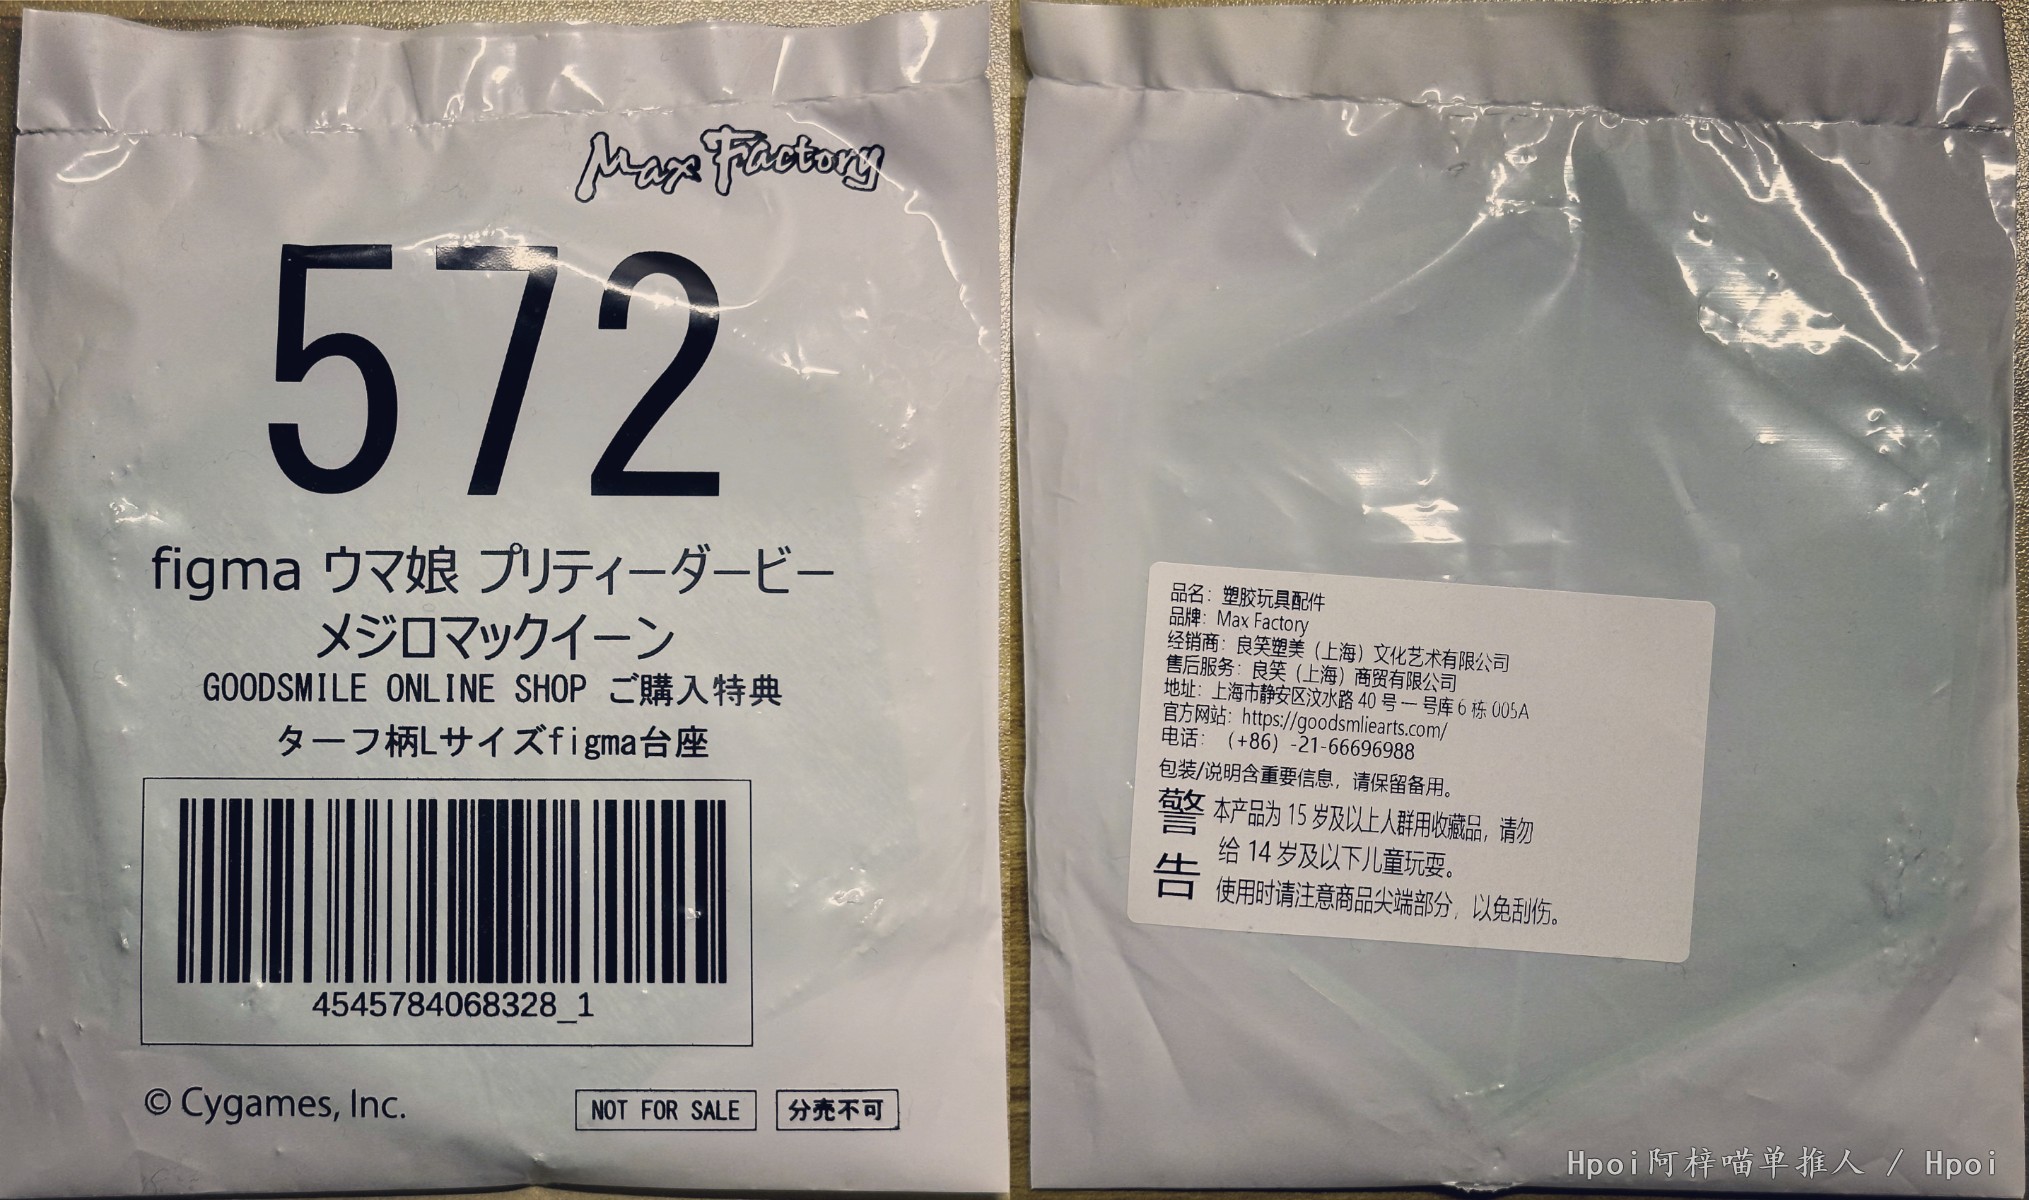 Max Factory
572
figma ウマ娘 プリティーダービー
メジロマックイーン
GOODSMILE ONLINE SHOP ご購入特典
ターフ柄Lサイズfigma台座
4545784068328_1
© Cygames, Inc.
NOT FOR SALE
分売不可
品名：塑胶玩具配件
品牌：Max Factory
经销商：良笑塑美（上海）文化艺术有限公司
售后服务：良笑（上海）商贸有限公司
地址：上海市静安区汶水路 40 号一号库 6 栋 005A
官方网站：https://goodsmliearts.com/
电话：（+86）-21-66696988
包装/说明含重要信息，请保留备用。
警告
本产品为 15 岁及以上人群用收藏品，请勿
给 14 岁及以下儿童玩耍。
使用时请注意商品尖端部分，以免刮伤。
Hpoi阿梓喵单推人 / Hpoi